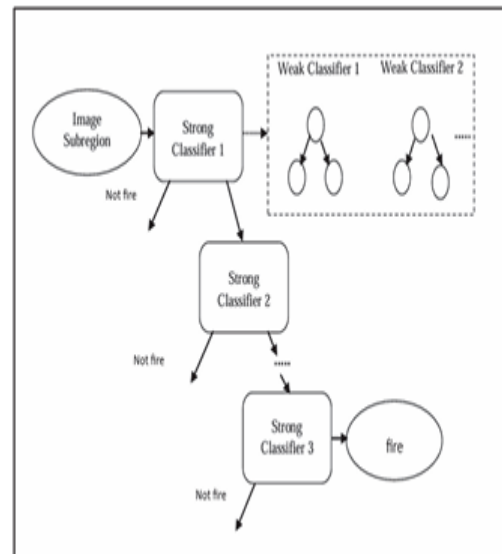 Weak Classifier 1
Weak Classifier 2
Image
Subregion
Strong
Classifier 1
.....
Not fire
Strong
Classifier 2
Not fire
.....
Strong
Classifier 3
fire
Not fire